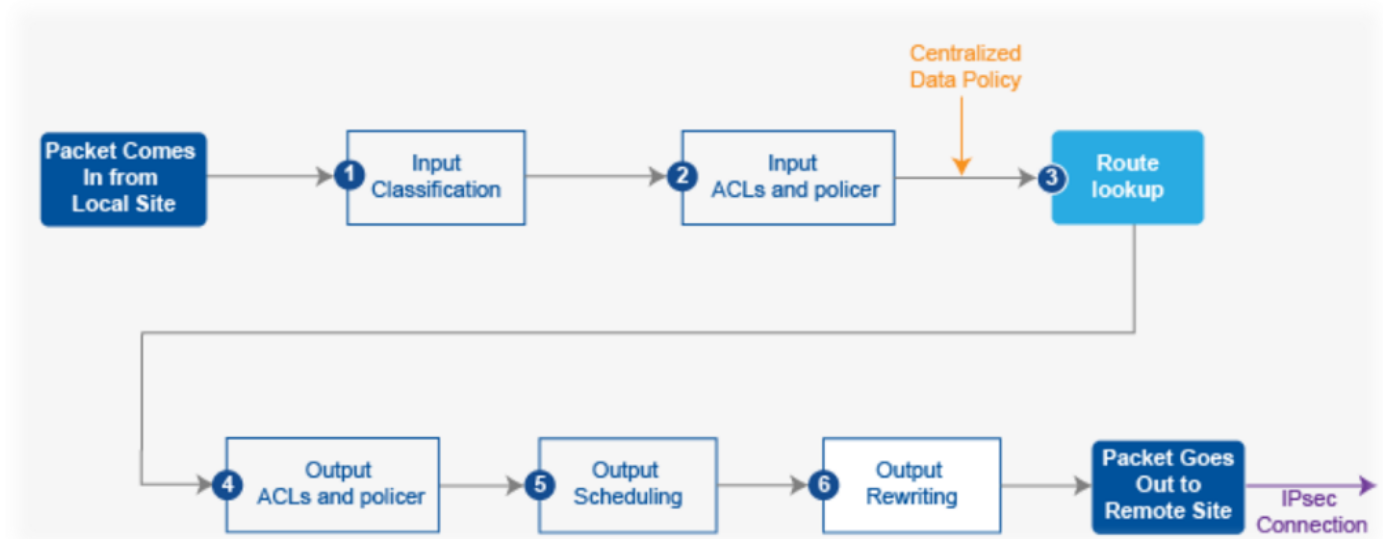 Centralized
Data Policy
Packet Comes
In from
Local Site
1
Input
Classification
2
Input
ACLs and policer
3
Route
lookup
4
Output
ACLs and policer
5
Output
Scheduling
6
Output
Rewriting
Packet Goes
Out to
Remote Site
IPsec
Connection